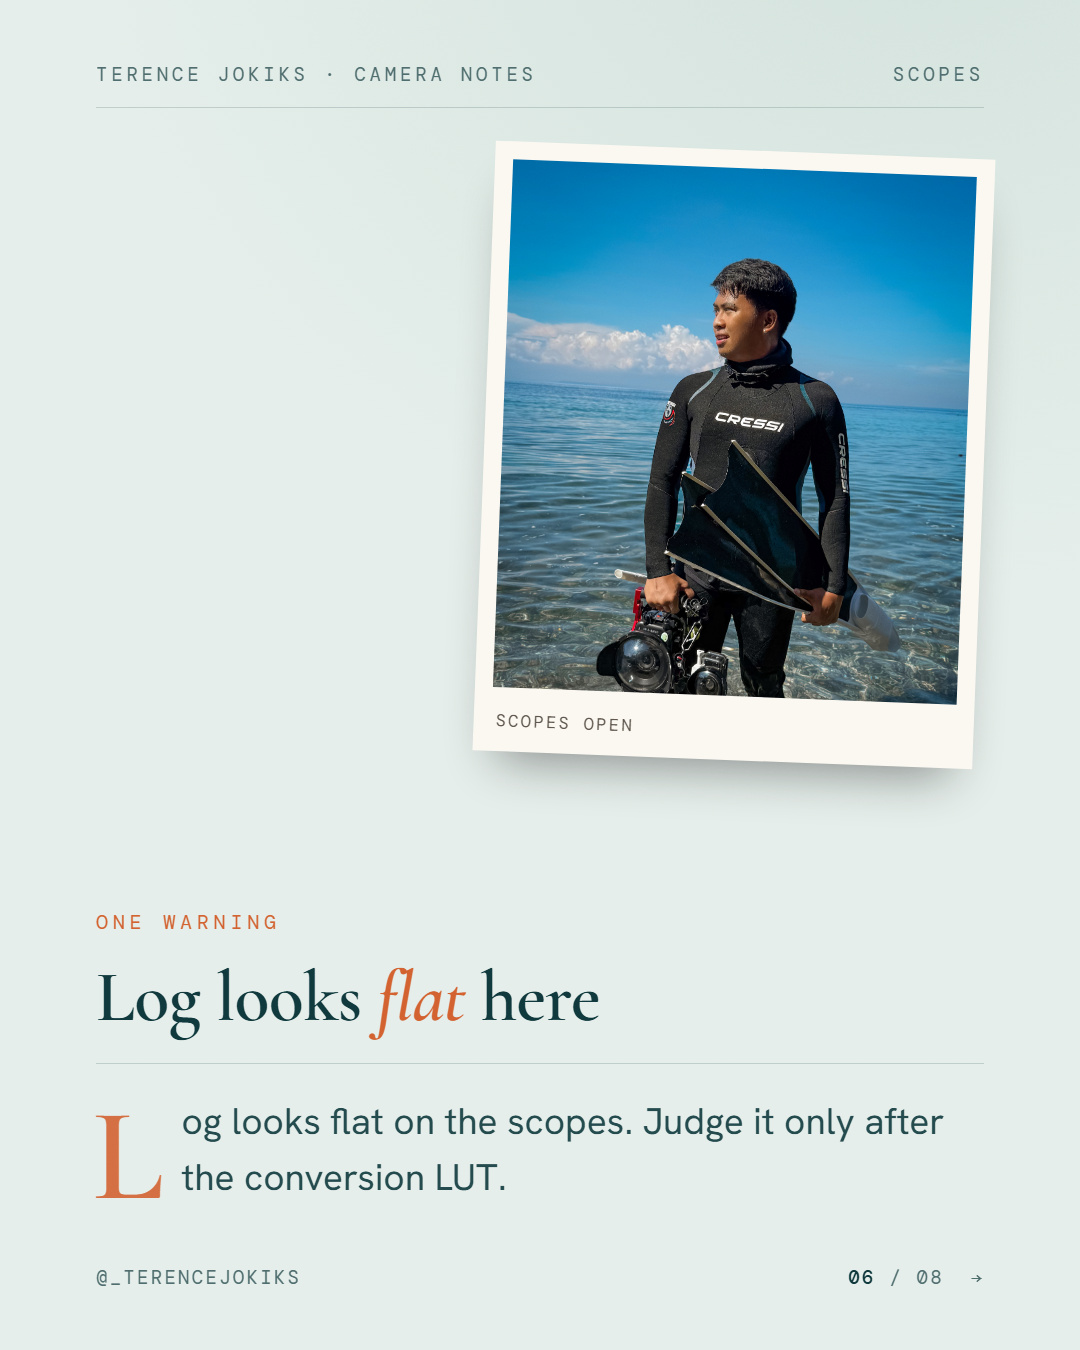 TERENCE JOKIKS · CAMERA NOTES
SCOPES
CRESSI
CRESSI
SCOPES OPEN
ONE WARNING
Log looks flat here
Log looks flat on the scopes. Judge it only after
the conversion LUT.
@_TERENCEJOKIKS
06 / 08 →